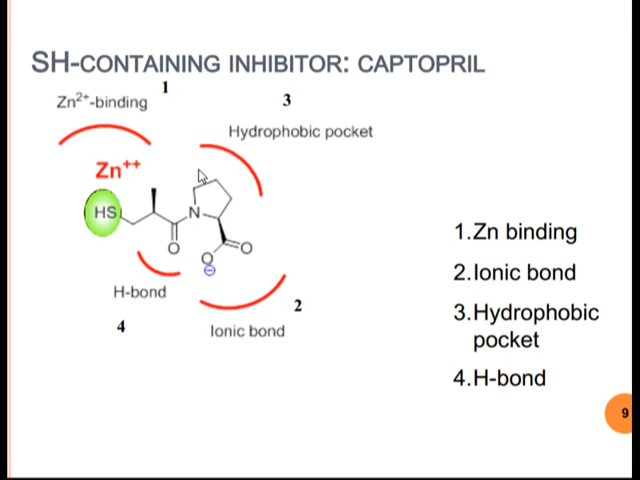 SH-CONTAINING INHIBITOR: CAPTOPRIL
1
Zn²⁺-binding
3
Hydrophobic pocket
Zn⁺⁺
HS
N
O
O
O
⊖
H-bond
2
4
Ionic bond
1.Zn binding
2.Ionic bond
3.Hydrophobic
pocket
4.H-bond
9